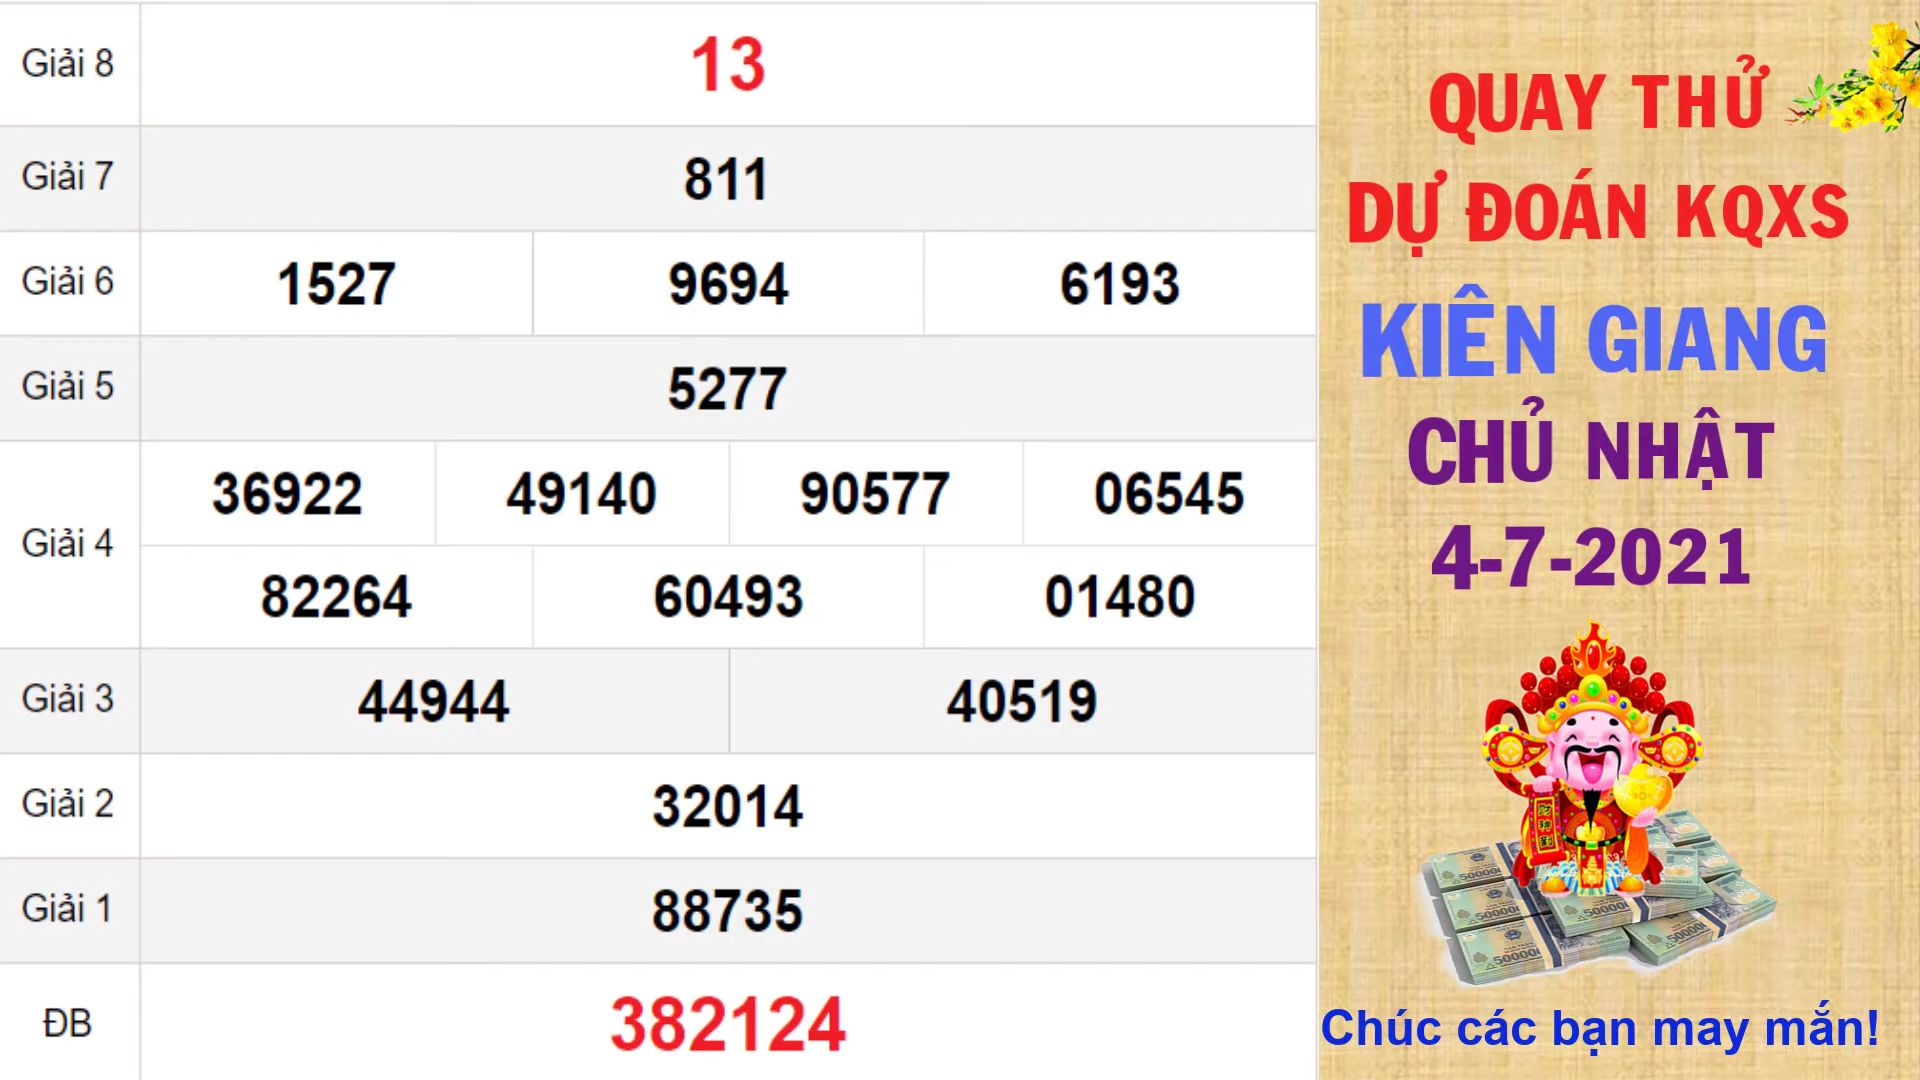 Giải 8
13
Giải 7
811
Giải 6
1527 9694 6193
Giải 5
5277
Giải 4
36922 49140 90577 06545
82264 60493 01480
Giải 3
44944 40519
Giải 2
32014
Giải 1
88735
ĐB
382124
QUAY THỬ
DỰ ĐOÁN KQXS
KIÊN GIANG
CHỦ NHẬT
4-7-2021
Chúc các bạn may mắn!